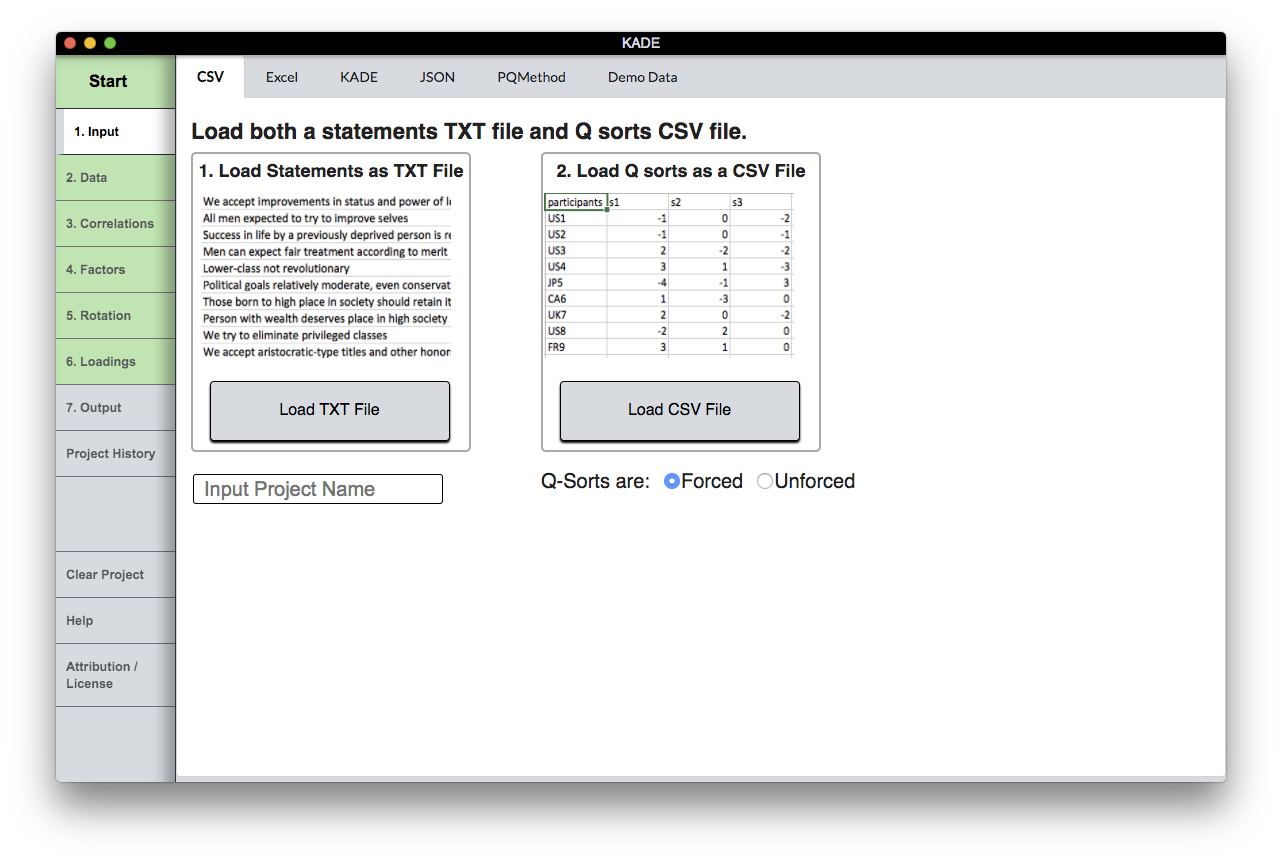 KADE
Start
1. Input
2. Data
3. Correlations
4. Factors
5. Rotation
6. Loadings
7. Output
Project History
Clear Project
Help
Attribution /
License
CSV Excel KADE JSON PQMethod Demo Data
Load both a statements TXT file and Q sorts CSV file.
1. Load Statements as TXT File
We accept improvements in status and power of
All men expected to try to improve selves
Success in life by a previously deprived person is
Men can expect fair treatment according to merit
Lower-class not revolutionary
Political goals relatively moderate, even conservat
Those born to high place in society should retain it
Person with wealth deserves place in high society
We try to eliminate privileged classes
We accept aristocratic-type titles and other honor
Load TXT File
Input Project Name
2. Load Q sorts as a CSV File
participants s1 s2 s3
US1 -1 0 -2
US2 -1 0 -1
US3 2 -2 -2
US4 3 1 -3
JP5 -4 -1 3
CA6 1 -3 0
UK7 2 0 -2
US8 -2 2 0
FR9 3 1 0
Load CSV File
Q-Sorts are: Forced Unforced